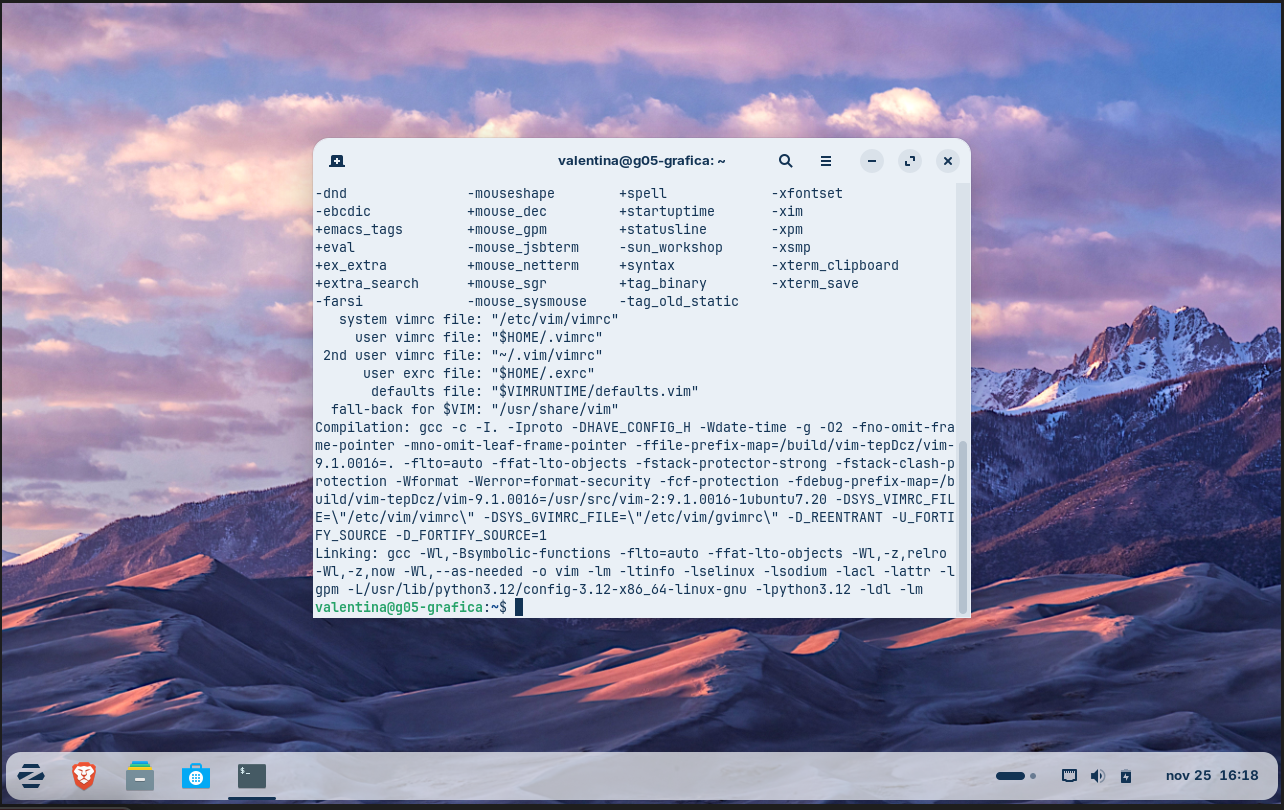 valentina@g05-grafica: ~
-dnd -mouseshape +spell -xfontset
-ebcdic +mouse_dec +startuptime -xim
+emacs_tags +mouse_gpm +statusline -xpm
+eval -mouse_jsbterm -sun_workshop -xsmp
+ex_extra +mouse_netterm +syntax -xterm_clipboard
+extra_search +mouse_sgr +tag_binary -xterm_save
-farsi -mouse_sysmouse -tag_old_static
system vimrc file: "/etc/vim/vimrc"
user vimrc file: "$HOME/.vimrc"
2nd user vimrc file: "~/.vim/vimrc"
user exrc file: "$HOME/.exrc"
defaults file: "$VIMRUNTIME/defaults.vim"
fall-back for $VIM: "/usr/share/vim"
Compilation: gcc -c -I. -Iproto -DHAVE_CONFIG_H -Wdate-time -g -O2 -fno-omit-fra
me-pointer -mno-omit-leaf-frame-pointer -ffile-prefix-map=/build/vim-tepDcz/vim-
9.1.0016=. -flto=auto -ffat-lto-objects -fstack-protector-strong -fstack-clash-p
rotection -Wformat -Werror=format-security -fcf-protection -fdebug-prefix-map=/b
uild/vim-tepDcz/vim-9.1.0016=/usr/src/vim-2:9.1.0016-1ubuntu7.20 -DSYS_VIMRC_FIL
E=\"/etc/vim/vimrc\" -DSYS_GVIMRC_FILE=\"/etc/vim/gvimrc\" -D_REENTRANT -U_FORTI
FY_SOURCE -D_FORTIFY_SOURCE=1
Linking: gcc -Wl,-Bsymbolic-functions -flto=auto -ffat-lto-objects -Wl,-z,relro
-Wl,-z,now -Wl,--as-needed -o vim -lm -ltinfo -lselinux -lsodium -lacl -lattr -l
gpm -L/usr/lib/python3.12/config-3.12-x86_64-linux-gnu -lpython3.12 -ldl -lm
valentina@g05-grafica:~$
nov 25 16:18